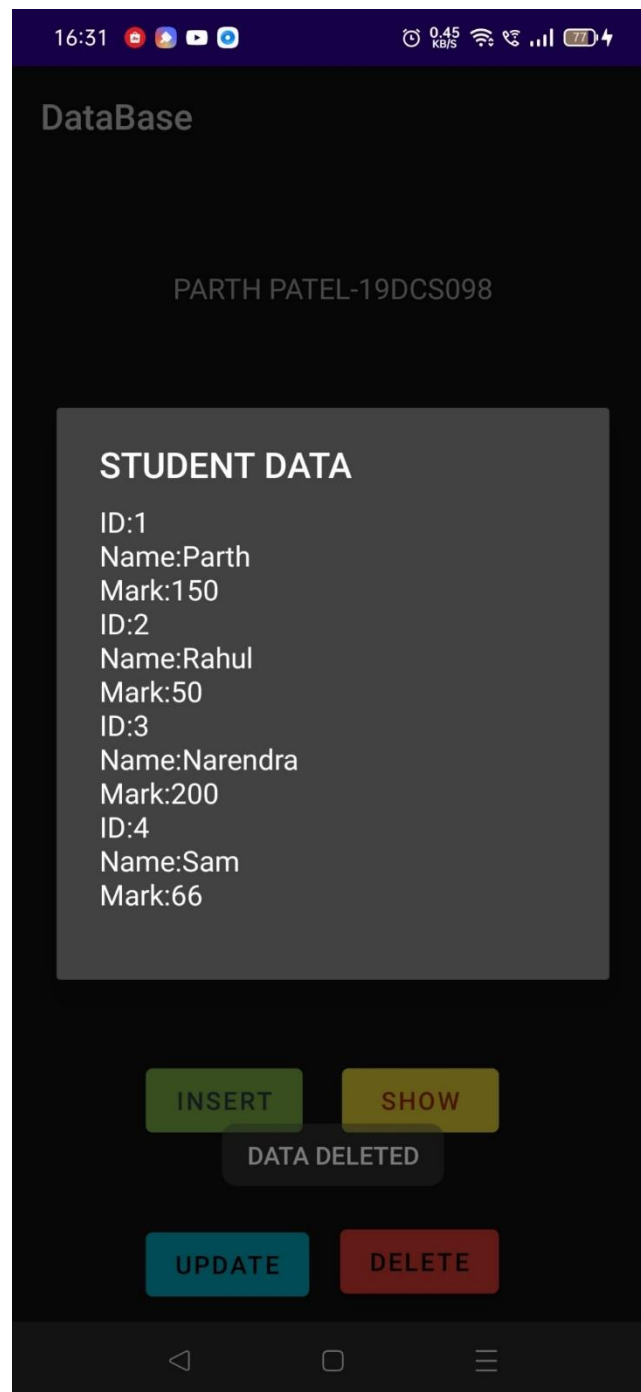 16:31
0.45
KB/S
77
DataBase
PARTH PATEL-19DCS098
STUDENT DATA
ID:1
Name:Parth
Mark:150
ID:2
Name:Rahul
Mark:50
ID:3
Name:Narendra
Mark:200
ID:4
Name:Sam
Mark:66
INSERT
SHOW
DATA DELETED
UPDATE
DELETE